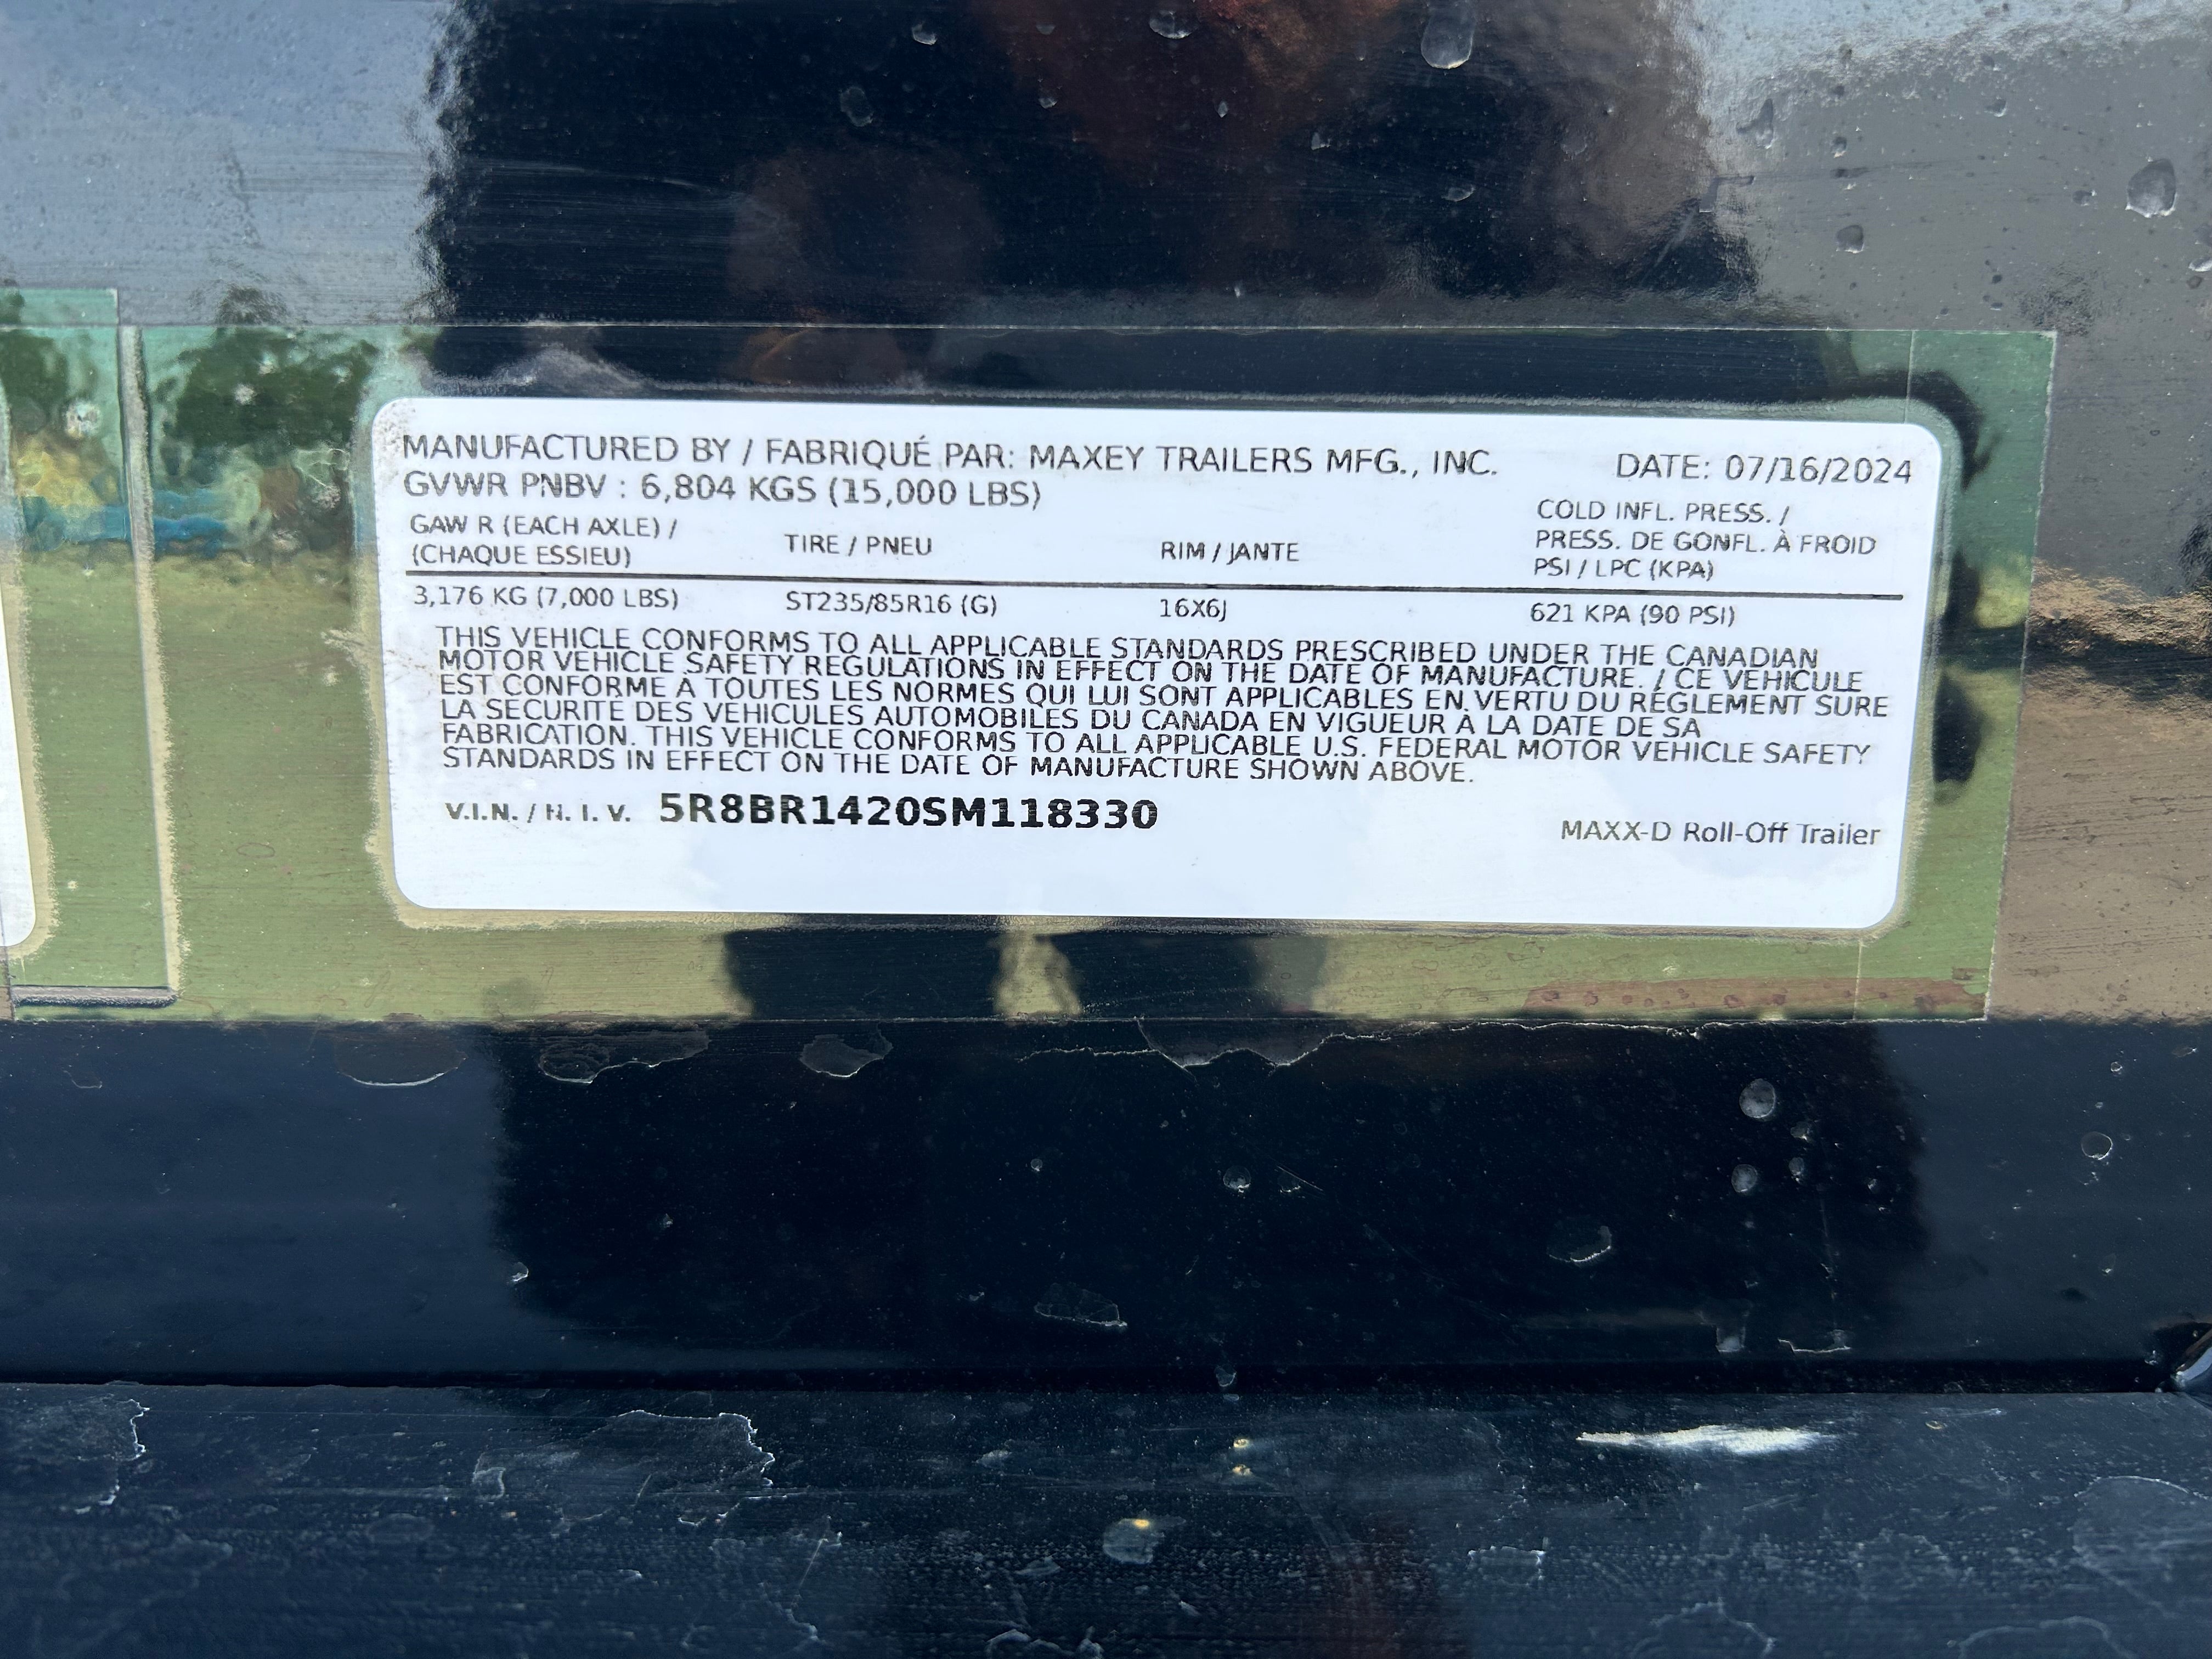 MANUFACTURED BY / FABRIQUÉ PAR: MAXEY TRAILERS MFG., INC. DATE: 07/16/2024
GVWR PNBV : 6,804 KGS (15,000 LBS)
GAW R (EACH AXLE) /
(CHAQUE ESSIEU)
TIRE / PNEU
RIM / JANTE
COLD INFL. PRESS. /
PRESS. DE GONFL. À FROID
PSI / LPC (KPA)
3,176 KG (7,000 LBS) ST235/85R16 (G) 16X6J 621 KPA (90 PSI)
THIS VEHICLE CONFORMS TO ALL APPLICABLE STANDARDS PRESCRIBED UNDER THE CANADIAN
MOTOR VEHICLE SAFETY REGULATIONS IN EFFECT ON THE DATE OF MANUFACTURE. / CE VEHICULE
EST CONFORME A TOUTES LES NORMES QUI LUI SONT APPLICABLES EN VERTU DU RÉGLEMENT SURE
LA SECURITE DES VEHICULES AUTOMOBILES DU CANADA EN VIGUEUR A LA DATE DE SA
FABRICATION. THIS VEHICLE CONFORMS TO ALL APPLICABLE U.S. FEDERAL MOTOR VEHICLE SAFETY
STANDARDS IN EFFECT ON THE DATE OF MANUFACTURE SHOWN ABOVE.
V.I.N. / N. I. V. 5R8BR1420SM118330
MAXX-D Roll-Off Trailer